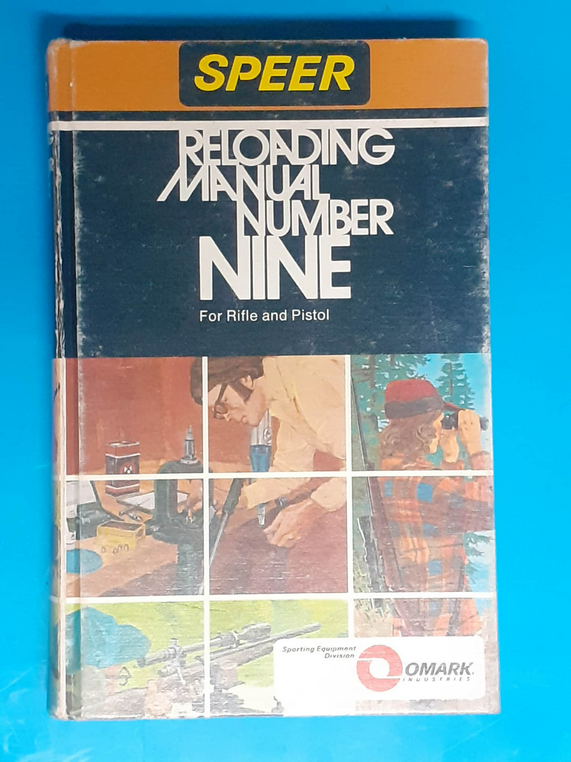 SPEER
RELOADING
MANUAL
NUMBER
NINE
For Rifle and Pistol
Sporting Equipment
Division
OMARK
INDUSTRIES